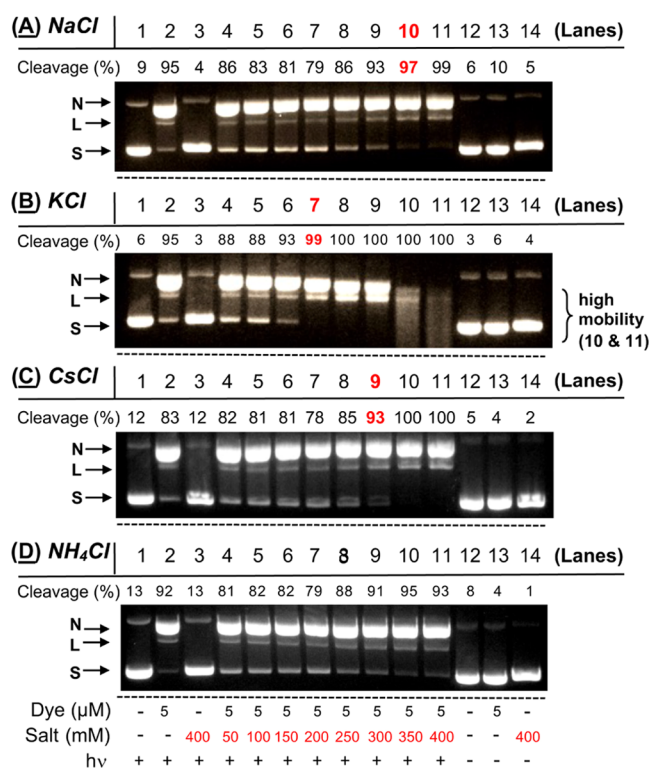 (A) NaCl 1 2 3 4 5 6 7 8 9 10 11 12 13 14 (Lanes)
Cleavage (%) 9 95 4 86 83 81 79 86 93 97 99 6 10 5
N
L
S
(B) KCl 1 2 3 4 5 6 7 8 9 10 11 12 13 14
Cleavage (%) 6 95 3 88 88 93 99 100 100 100 100 3 6 4
N
L
S
high
mobility
(10 & 11)
(C) CsCl 1 2 3 4 5 6 7 8 9 10 11 12 13 14 (Lanes)
Cleavage (%) 12 83 12 82 81 81 78 85 93 100 100 5 4 2
N
L
S
(D) NH4Cl 1 2 3 4 5 6 7 8 9 10 11 12 13 14 (Lanes)
Cleavage (%) 13 92 13 81 82 82 79 88 91 95 93 8 4 1
N
L
S
Dye (µM) - 5 - 5 5 5 5 5 5 5 5 - 5 -
Salt (mM) - - 400 50 100 150 200 250 300 350 400 - - 400
hν + + + + + + + + + + + - - -